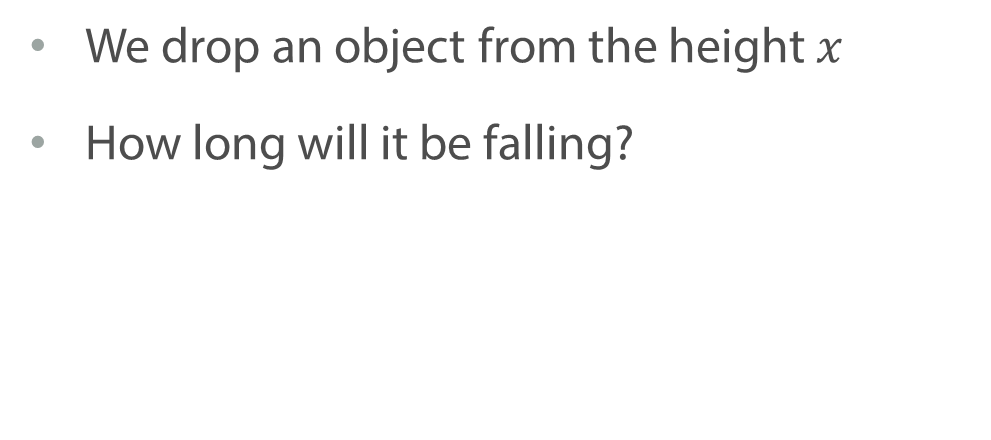 • We drop an object from the height x
• How long will it be falling?